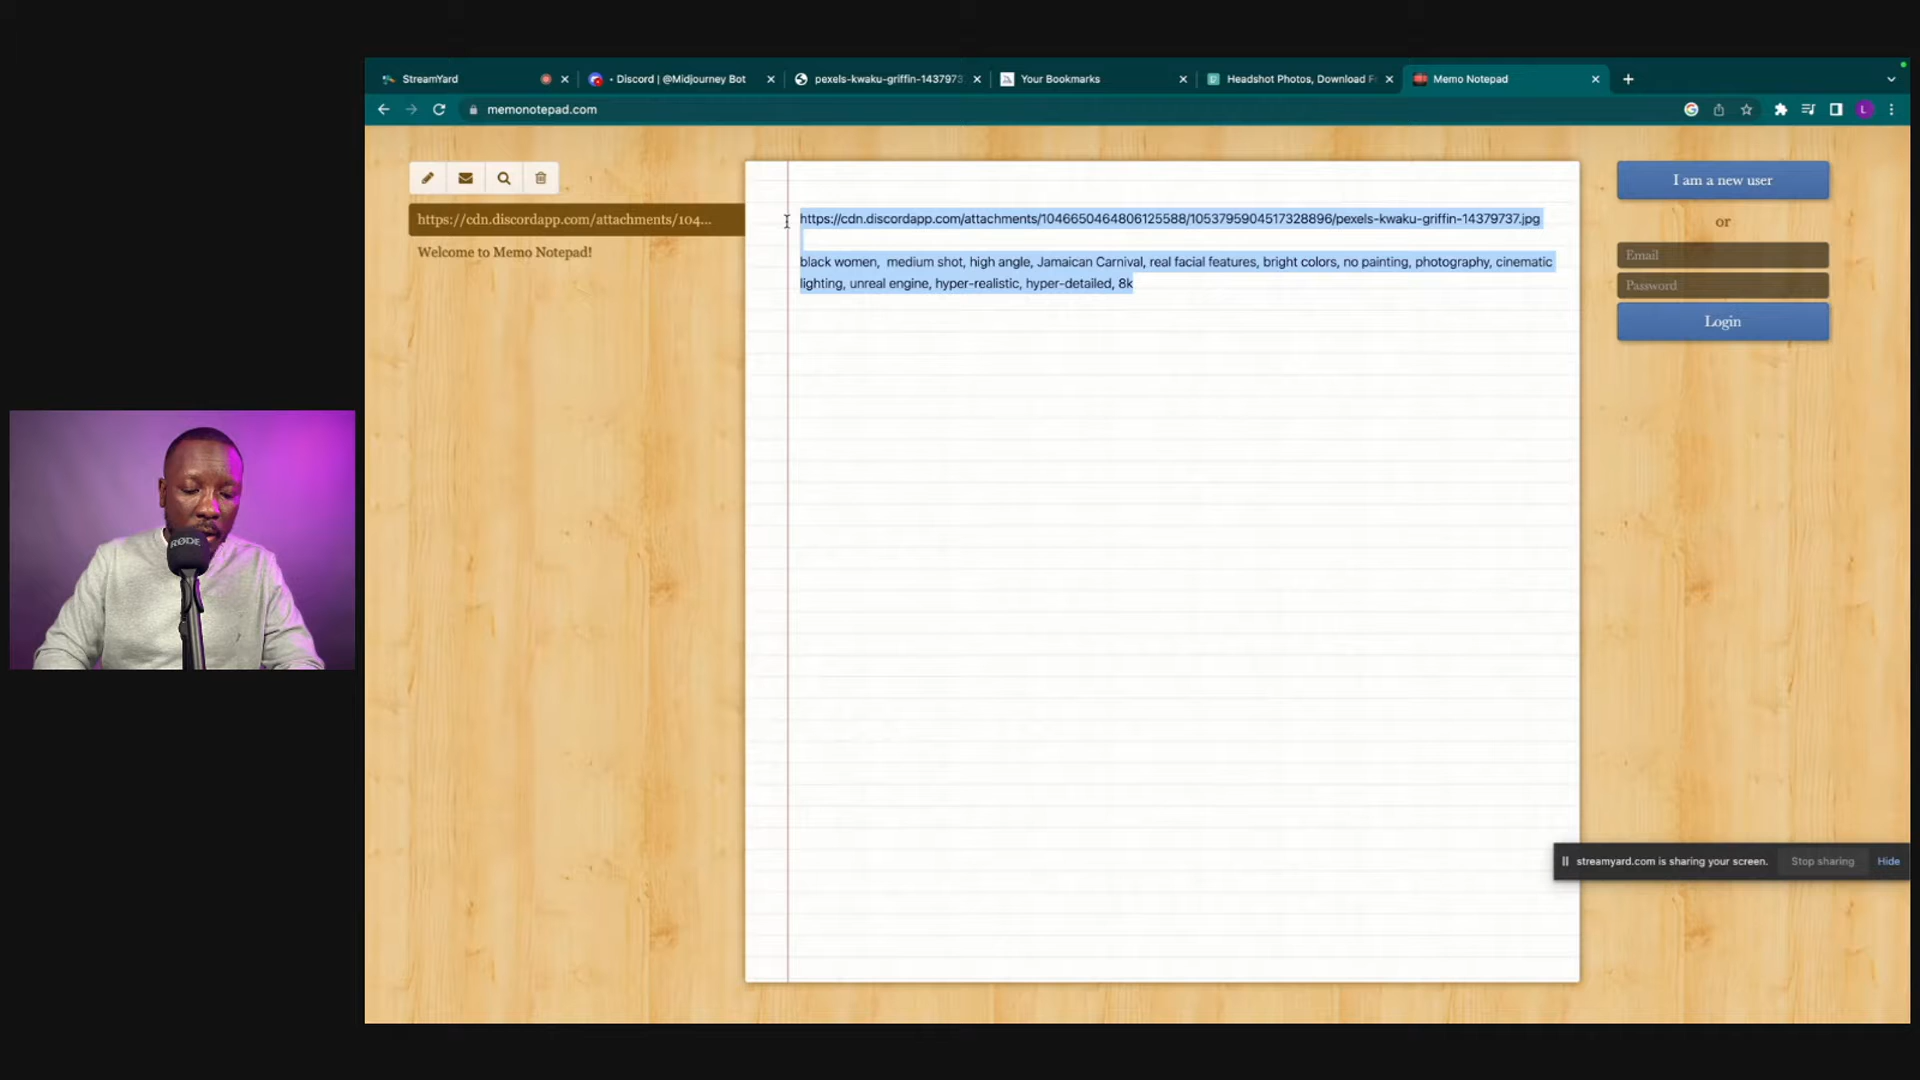 StreamYard
• Discord | @Midjourney Bot
pexels-kwaku-griffin-1437973
Your Bookmarks
Headshot Photos, Download F
Memo Notepad
memonotepad.com
L
https://cdn.discordapp.com/attachments/104...
Welcome to Memo Notepad!
https://cdn.discordapp.com/attachments/1046650464806125588/1053795904517328896/pexels-kwaku-griffin-14379737.jpg
black women,  medium shot, high angle, Jamaican Carnival, real facial features, bright colors, no painting, photography, cinematic
lighting, unreal engine, hyper-realistic, hyper-detailed, 8k
I am a new user
or
Email
Password
Login
RØDE
streamyard.com is sharing your screen.
Stop sharing
Hide